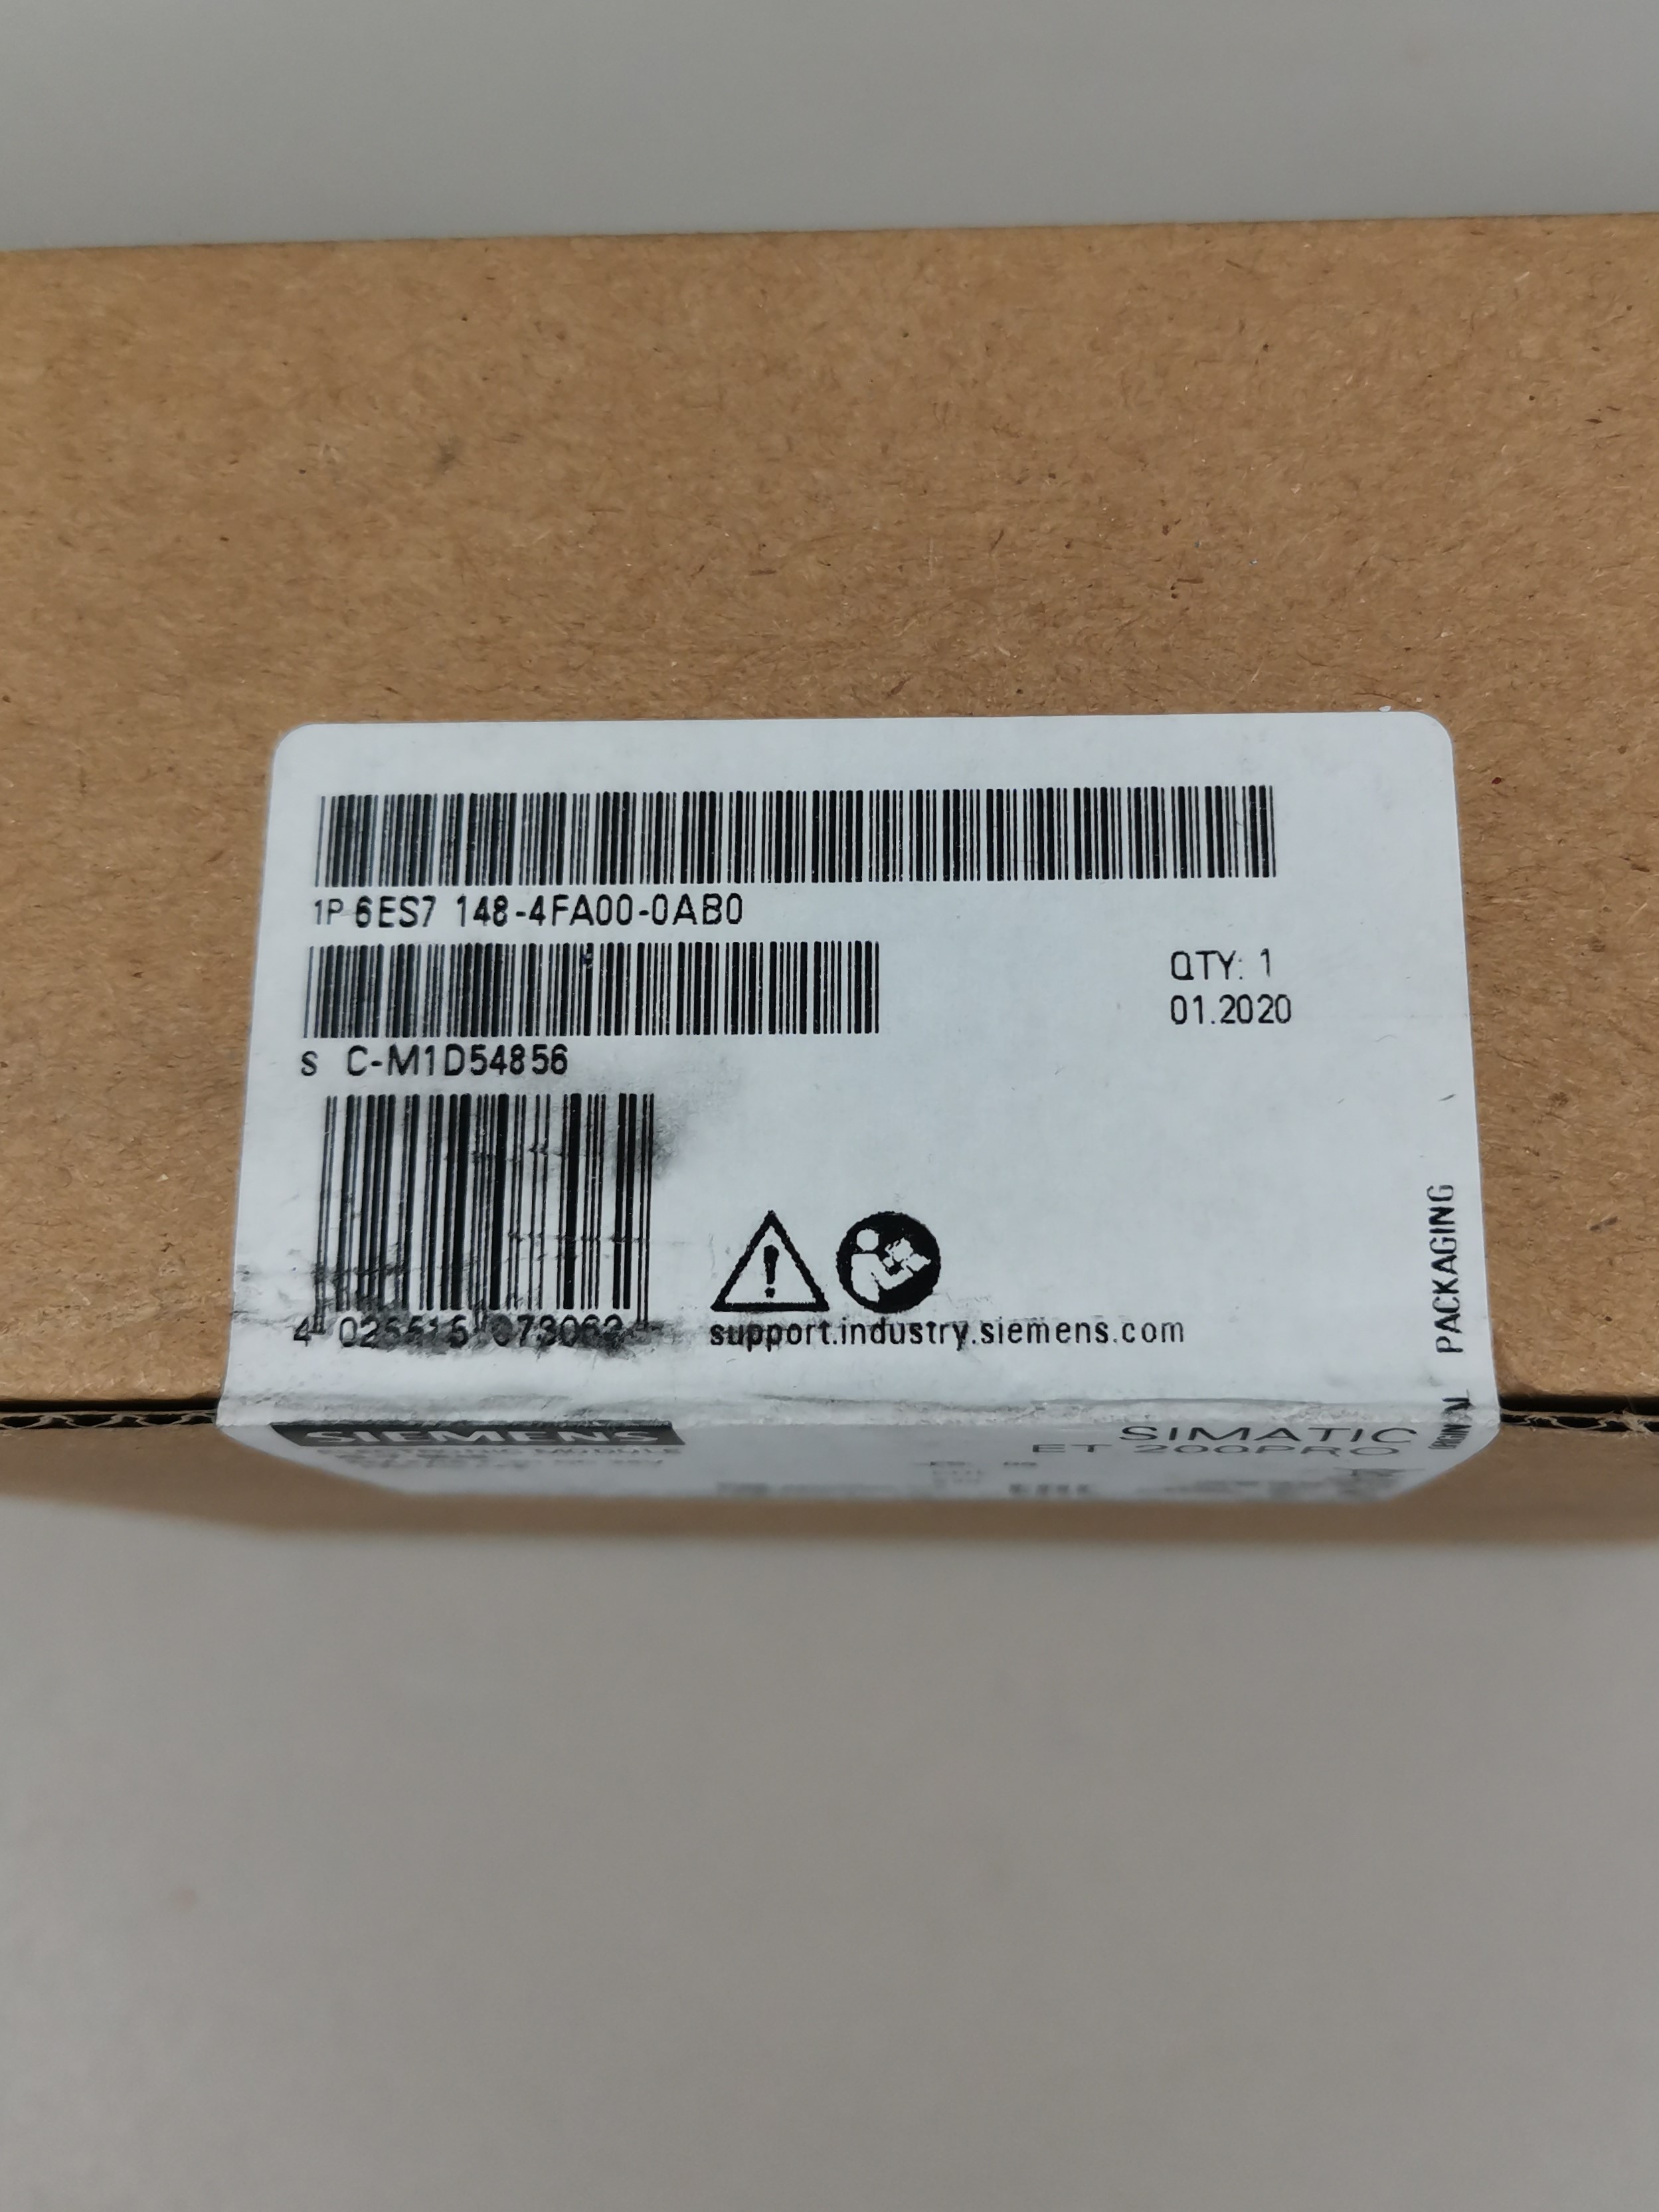 1P 6ES7 148-4FA00-0AB0
QTY: 1
01.2020
S C-M1D54856
support.industry.siemens.com
PACKAGING
SIEMENS
SIMATIC
ET 200PRO